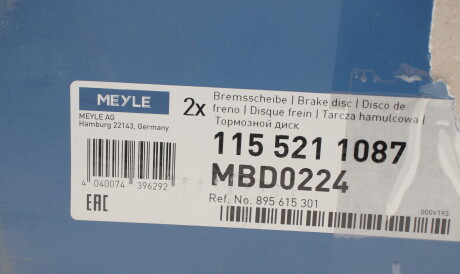 MEYLE
MEYLE AG
Hamburg 22143, Germany
2x
Bremsscheibe | Brake disc | Disco de
freno | Disque frein | Tarcza hamulcowa |
Тормозной диск
115 521 1087
MBD0224
Ref. No. 895 615 301
4 040074 396292
EAC
0009193